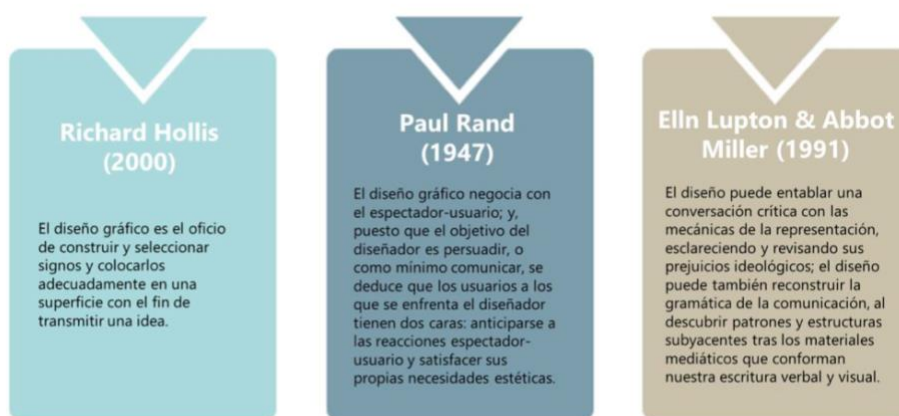 Richard Hollis
(2000)
El diseño gráfico es el oficio
de construir y seleccionar
signos y colocarlos
adecuadamente en una
superficie con el fin de
transmitir una idea.
Paul Rand
(1947)
El diseño gráfico negocia con
el espectador-usuario; y,
puesto que el objetivo del
diseñador es persuadir, o
como mínimo comunicar, se
deduce que los usuarios a los
que se enfrenta el diseñador
tienen dos caras: anticiparse a
las reacciones espectador-
usuario y satisfacer sus
propias necesidades estéticas.
Elln Lupton & Abbot
Miller (1991)
El diseño puede entablar una
conversación crítica con las
mecánicas de la representación,
esclareciendo y revisando sus
prejuicios ideológicos; el diseño
puede también reconstruir la
gramática de la comunicación, al
descubrir patrones y estructuras
subyacentes tras los materiales
mediáticos que conforman
nuestra escritura verbal y visual.